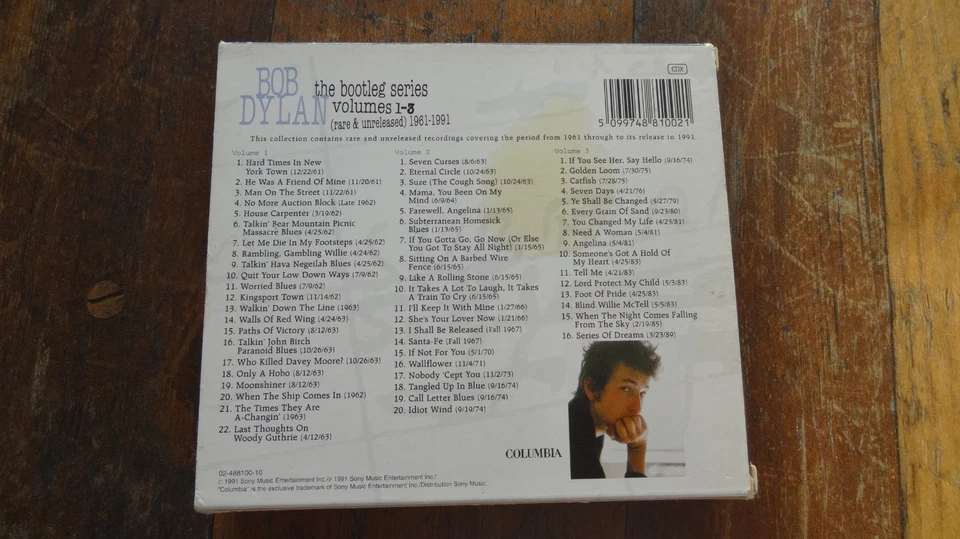 BOB
DYLAN
the bootleg series
volumes 1-3
(rare & unreleased) 1961-1991
CDX
5 099748 810021
This collection contains rare and unreleased recordings covering the period from 1961 through to its release in 1991.
Volume 1
1. Hard Times In New
York Town (12/22/61)
2. He Was A Friend Of Mine (11/20/61)
3. Man On The Street (11/22/61)
4. No More Auction Block (Late 1962)
5. House Carpenter (3/19/62)
6. Talkin' Bear Mountain Picnic
Massacre Blues (4/25/62)
7. Let Me Die In My Footsteps (4/25/62)
8. Rambling, Gambling Willie (4/24/62)
9. Talkin' Hava Negeilah Blues (4/25/62)
10. Quit Your Low Down Ways (7/9/62)
11. Worried Blues (7/9/62)
12. Kingsport Town (11/14/62)
13. Walkin' Down The Line (1963)
14. Walls Of Red Wing (4/24/63)
15. Paths Of Victory (8/12/63)
16. Talkin' John Birch
Paranoid Blues (10/26/63)
17. Who Killed Davey Moore? (10/26/63)
18. Only A Hobo (8/12/63)
19. Moonshiner (8/12/63)
20. When The Ship Comes In (1962)
21. The Times They Are
A-Changin' (1963)
22. Last Thoughts On
Woody Guthrie (4/12/63)
Volume 2
1. Seven Curses (8/6/63)
2. Eternal Circle (10/24/63)
3. Suze (The Cough Song) (10/24/63)
4. Mama, You Been On My
Mind (6/9/64)
5. Farewell, Angelina (1/13/65)
6. Subterranean Homesick
Blues (1/13/65)
7. If You Gotta Go, Go Now (Or Else
You Got To Stay All Night) (1/15/65)
8. Sitting On A Barbed Wire
Fence (6/15/65)
9. Like A Rolling Stone (6/15/65)
10. It Takes A Lot To Laugh, It Takes
A Train To Cry (6/15/65)
11. I'll Keep It With Mine (1/27/66)
12. She's Your Lover Now (1/21/66)
13. I Shall Be Released (Fall 1967)
14. Santa-Fe (Fall 1967)
15. If Not For You (5/1/70)
16. Wallflower (11/4/71)
17. Nobody 'Cept You (11/2/73)
18. Tangled Up In Blue (9/16/74)
19. Call Letter Blues (9/16/74)
20. Idiot Wind (9/19/74)
Volume 3
1. If You See Her, Say Hello (9/16/74)
2. Golden Loom (7/30/75)
3. Catfish (7/28/75)
4. Seven Days (4/21/76)
5. Ye Shall Be Changed (5/27/79)
6. Every Grain Of Sand (9/23/80)
7. You Changed My Life (4/23/81)
8. Need A Woman (5/4/81)
9. Angelina (5/4/81)
10. Someone's Got A Hold Of
My Heart (4/25/83)
11. Tell Me (4/21/83)
12. Lord Protect My Child (5/3/83)
13. Foot Of Pride (4/25/83)
14. Blind Willie McTell (5/5/83)
15. When The Night Comes Falling
From The Sky (2/19/85)
16. Series Of Dreams (3/23/89)
COLUMBIA
02-488100-10
© 1991 Sony Music Entertainment Inc./℗ 1991 Sony Music Entertainment Inc./
"Columbia" is the exclusive trademark of Sony Music Entertainment Inc./Distribution Sony Music.